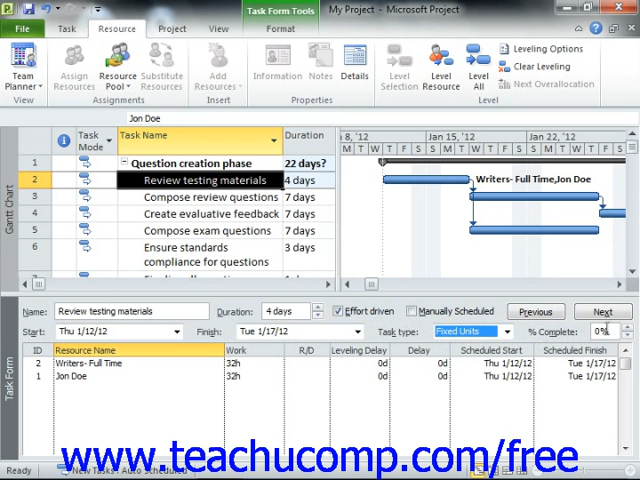 Task Form Tools
My Project - Microsoft Project
File Task Resource Project View Format
Team Planner
Assign Resources
Resource Pool
Substitute Resources
Add Resources
Information
Notes
Details
Level Selection
Level Resource
Level All
Leveling Options
Clear Leveling
Next Overallocation
View Assignments Insert Properties Level
Jon Doe
Task Mode Task Name Duration
8, '12 Jan 15, '12 Jan 22, '12
M T W T F S S M T W T F S S M T W T F S
1 Question creation phase 22 days?
2 Review testing materials 4 days
Writers- Full Time,Jon Doe
3 Compose review questions 7 days
4 Create evaluative feedback 7 days
5 Compose exam questions 7 days
6 Ensure standards compliance for questions 3 days
Gantt Chart
Name: Review testing materials Duration: 4 days Effort driven Manually Scheduled Previous Next
Start: Thu 1/12/12 Finish: Tue 1/17/12 Task type: Fixed Units % Complete: 0%
ID Resource Name Work R/D Leveling Delay Delay Scheduled Start Scheduled Finish
2 Writers- Full Time 32h 0d 0d Thu 1/12/12 Tue 1/17/12
1 Jon Doe 32h 0d 0d Thu 1/12/12 Tue 1/17/12
Task Form
www.teachucomp.com/free
Ready New Tasks : Auto Scheduled